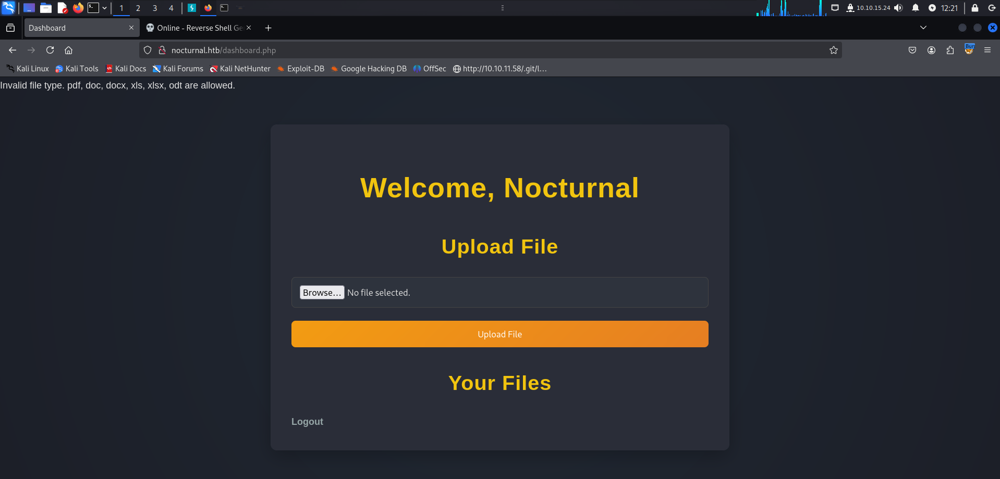 1 2 3 4 10.10.15.24 12:21
Dashboard Online - Reverse Shell Ge
nocturnal.htb/dashboard.php
Kali Linux Kali Tools Kali Docs Kali Forums Kali NetHunter Exploit-DB Google Hacking DB OffSec http://10.10.11.58/.git/l…
Invalid file type. pdf, doc, docx, xls, xlsx, odt are allowed.
Welcome, Nocturnal
Upload File
Browse… No file selected.
Upload File
Your Files
Logout